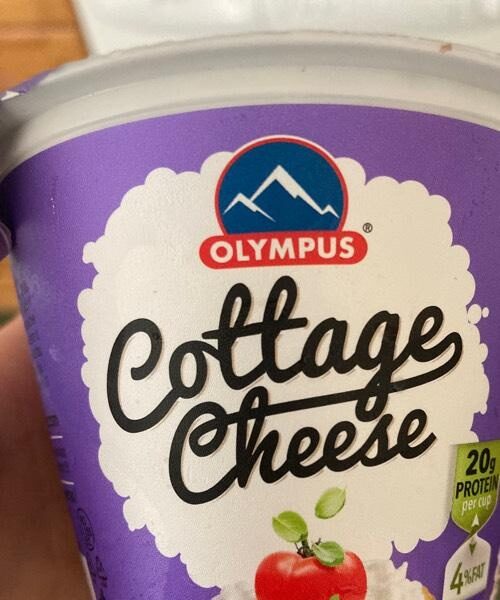 OLYMPUS®
Cottage
Cheese
20g
PROTEIN
per cup
4%FAT